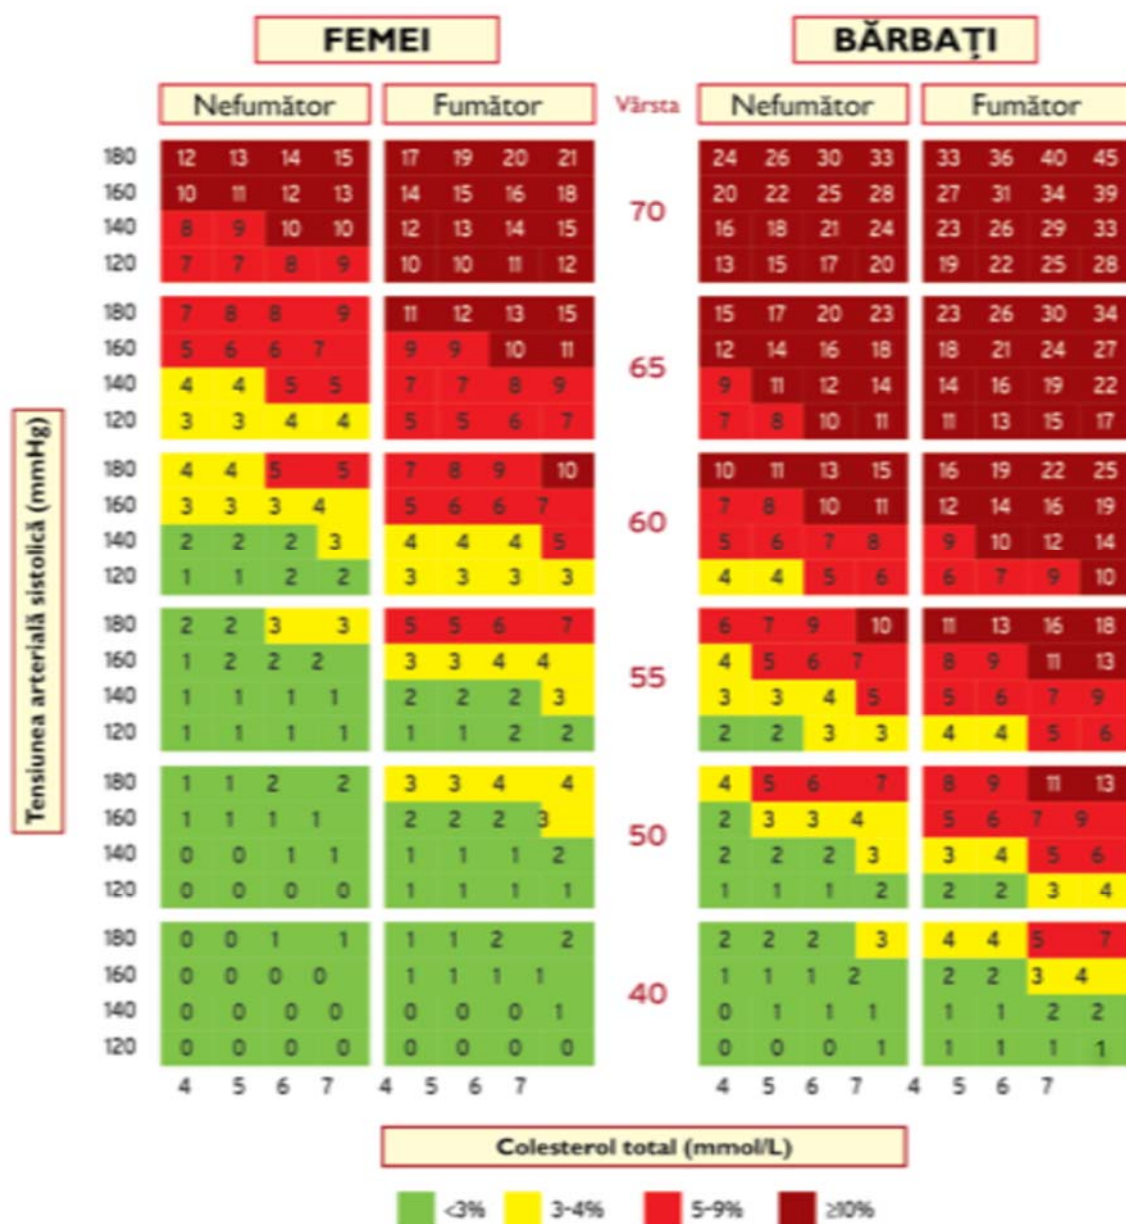 FEMEI BĂRBAȚI
Nefumător Fumător Vârsta Nefumător Fumător
180 12 13 14 15 17 19 20 21 24 26 30 33 33 36 40 45
160 10 11 12 13 14 15 16 18 20 22 25 28 27 31 34 39
70
140 8 9 10 10 12 13 14 15 16 18 21 24 23 26 29 33
120 7 7 8 9 10 10 11 12 13 15 17 20 19 22 25 28
180 7 8 8 9 11 12 13 15 15 17 20 23 23 26 30 34
160 5 6 6 7 9 9 10 11 12 14 16 18 18 21 24 27
65
140 4 4 5 5 7 7 8 9 9 11 12 14 14 16 19 22
120 3 3 4 4 5 5 6 7 7 8 10 11 11 13 15 17
180 4 4 5 5 7 8 9 10 10 11 13 15 16 19 22 25
160 3 3 3 4 5 6 6 7 7 8 10 11 12 14 16 19
60
140 2 2 2 3 4 4 4 5 5 6 7 8 9 10 12 14
120 1 1 2 2 3 3 3 3 4 4 5 6 6 7 9 10
180 2 2 3 3 5 5 6 7 6 7 9 10 11 13 16 18
160 1 2 2 2 3 3 4 4 4 5 6 7 8 9 11 13
55
140 1 1 1 1 2 2 2 3 3 3 4 5 5 6 7 9
120 1 1 1 1 1 1 2 2 2 2 3 3 4 4 5 6
180 1 1 2 2 3 3 4 4 4 5 6 7 8 9 11 13
160 1 1 1 1 2 2 2 3 2 3 3 4 5 6 7 9
50
140 0 0 1 1 1 1 1 2 2 2 2 3 3 4 5 6
120 0 0 0 0 1 1 1 1 1 1 1 2 2 2 3 4
180 0 0 1 1 1 1 2 2 2 2 2 3 4 4 5 7
160 0 0 0 0 1 1 1 1 1 1 1 2 2 2 3 4
40
140 0 0 0 0 0 0 0 1 0 1 1 1 1 1 2 2
120 0 0 0 0 0 0 0 0 0 0 0 1 1 1 1 1
4 5 6 7 4 5 6 7 4 5 6 7 4 5 6 7
Tensiunea arterială sistolică (mmHg)
Colesterol total (mmol/L)
<3% 3-4% 5-9% ≥10%